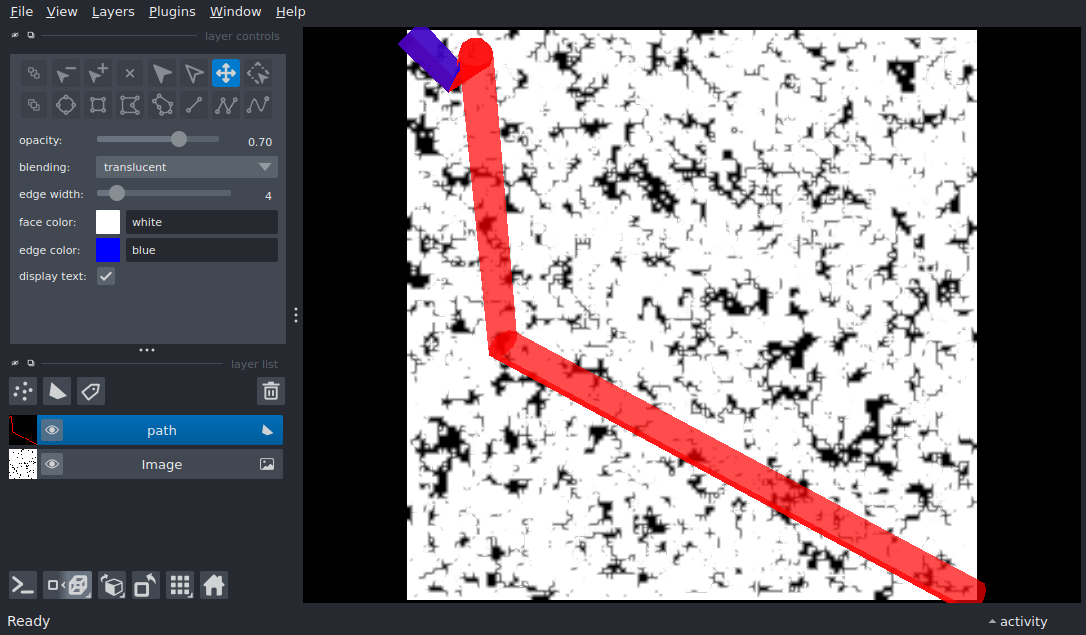 File View Layers Plugins Window Help
layer controls
opacity: 0.70
blending: translucent
edge width: 4
face color: white
edge color: blue
display text:
layer list
path
Image
Ready
activity